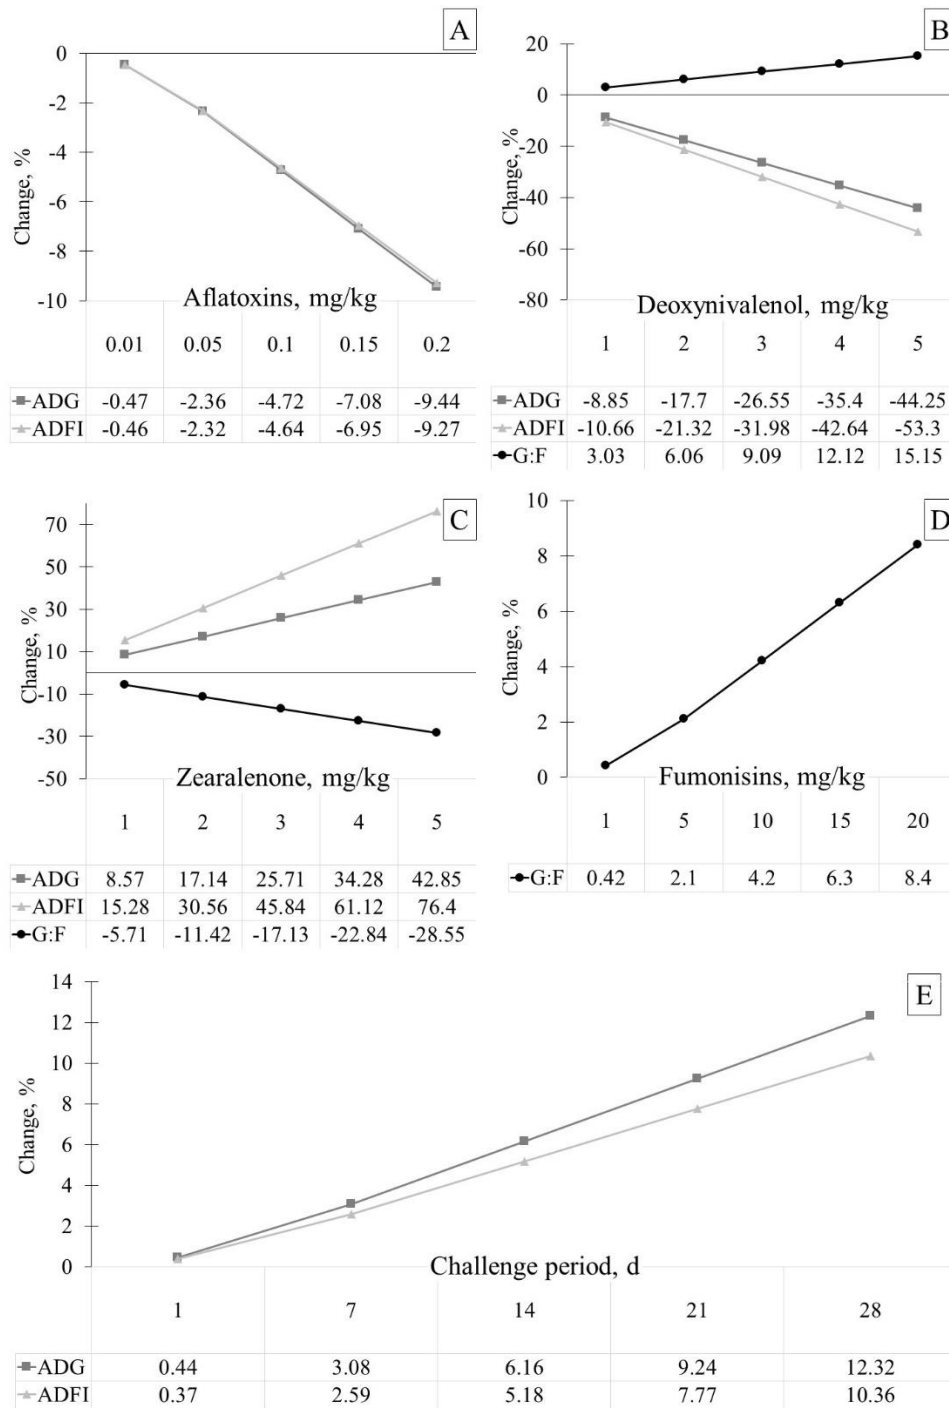 A
Change, %
0
-2
-4
-6
-8
-10
Aflatoxins, mg/kg
0.01 0.05 0.1 0.15 0.2
ADG -0.47 -2.36 -4.72 -7.08 -9.44
ADFI -0.46 -2.32 -4.64 -6.95 -9.27
B
Change, %
20
0
-20
-40
-60
-80
Deoxynivalenol, mg/kg
1 2 3 4 5
ADG -8.85 -17.7 -26.55 -35.4 -44.25
ADFI -10.66 -21.32 -31.98 -42.64 -53.3
G:F 3.03 6.06 9.09 12.12 15.15
C
Change, %
70
50
30
10
-10
-30
-50
Zearalenone, mg/kg
1 2 3 4 5
ADG 8.57 17.14 25.71 34.28 42.85
ADFI 15.28 30.56 45.84 61.12 76.4
G:F -5.71 -11.42 -17.13 -22.84 -28.55
D
Change, %
10
8
6
4
2
0
Fumonisins, mg/kg
1 5 10 15 20
G:F 0.42 2.1 4.2 6.3 8.4
E
Change, %
14
12
10
8
6
4
2
0
Challenge period, d
1 7 14 21 28
ADG 0.44 3.08 6.16 9.24 12.32
ADFI 0.37 2.59 5.18 7.77 10.36